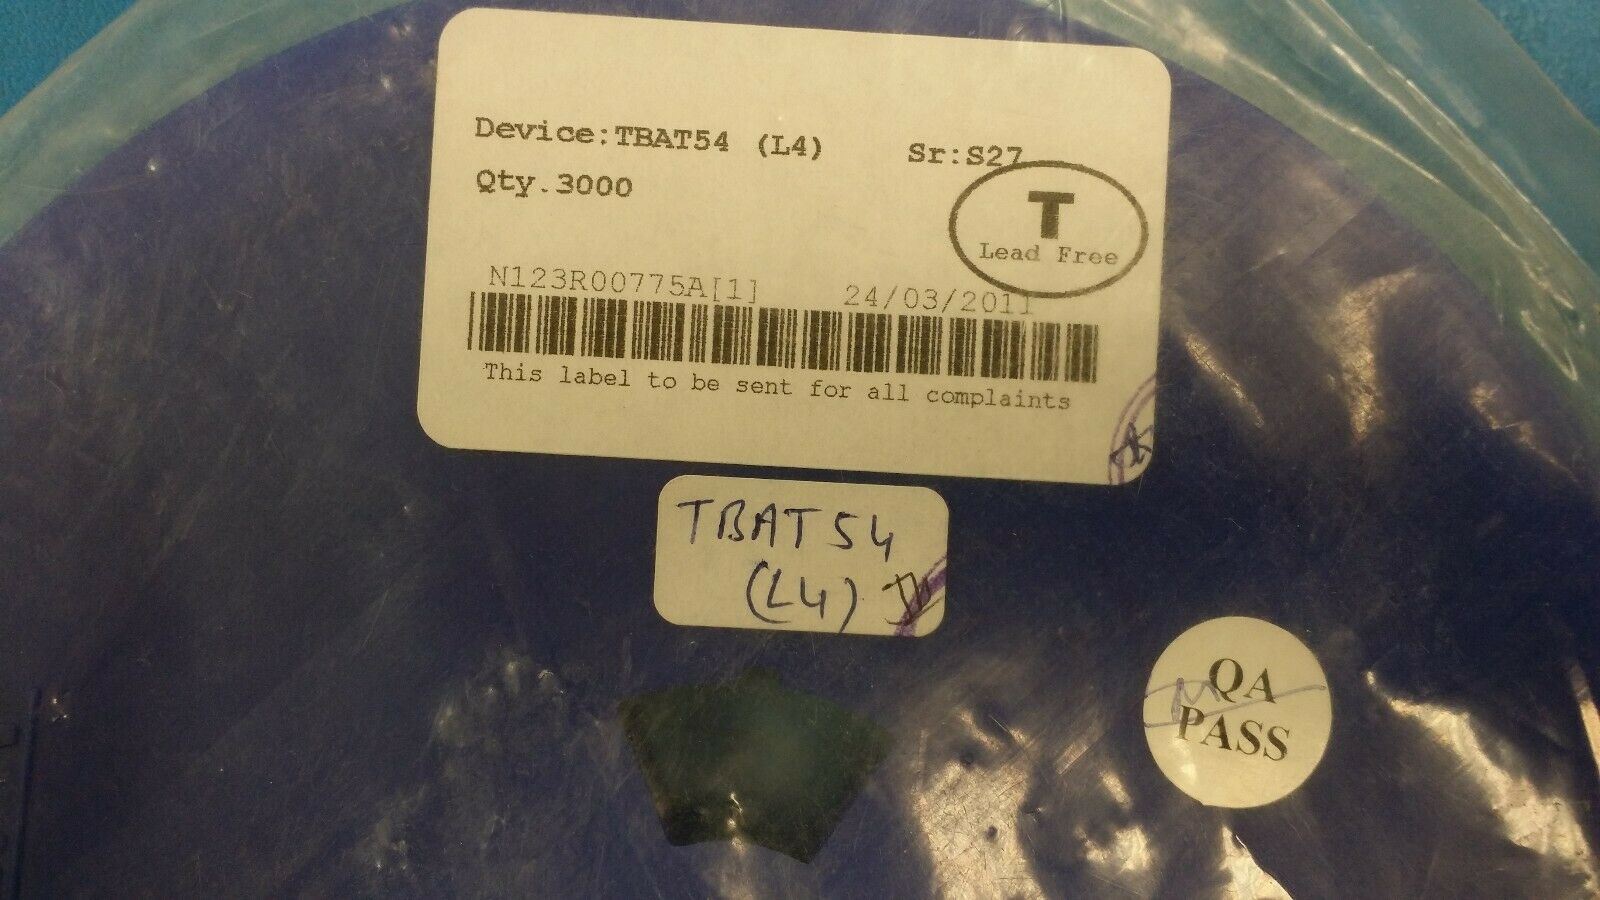 Device:TBAT54 (L4) Sr:S27
Qty.3000
T
Lead Free
N123R00775A[1] 24/03/2011
This label to be sent for all complaints
TBAT54
(L4)
QA
PASS